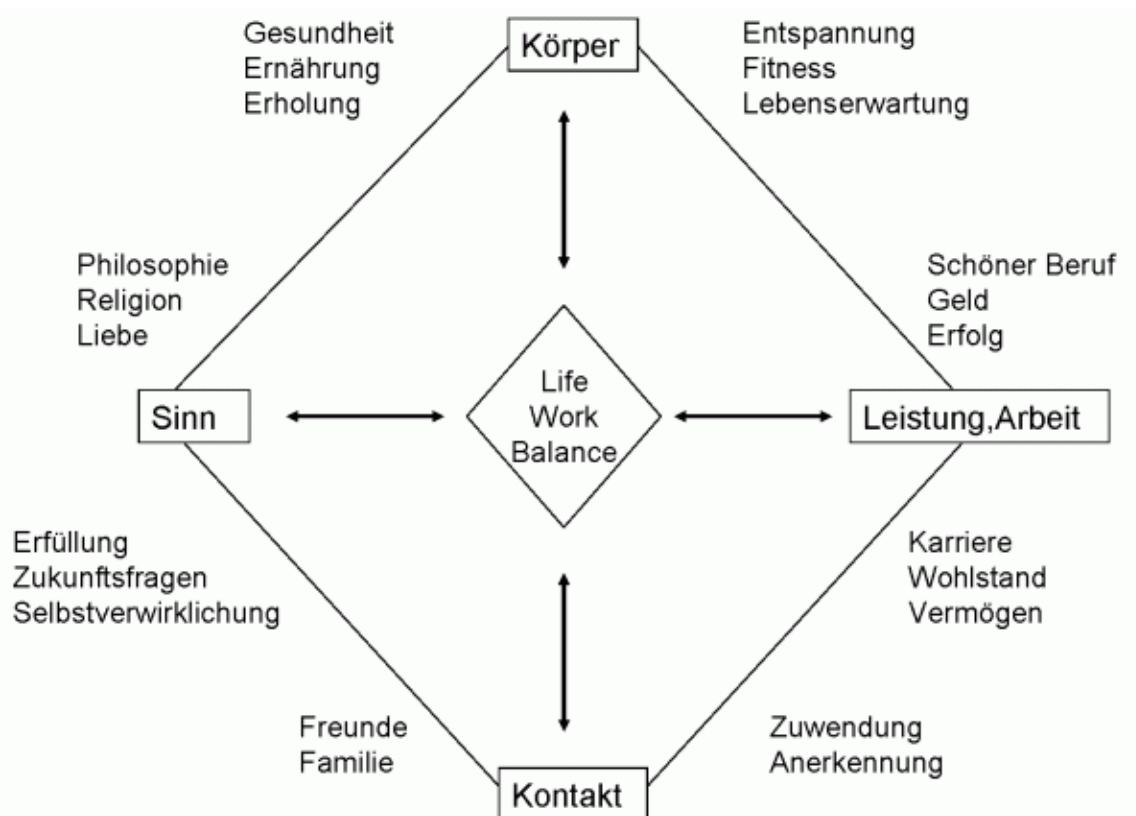 Gesundheit
Ernährung
Erholung
Körper
Entspannung
Fitness
Lebenserwartung
Philosophie
Religion
Liebe
Schöner Beruf
Geld
Erfolg
Sinn
Life
Work
Balance
Leistung,Arbeit
Erfüllung
Zukunftsfragen
Selbstverwirklichung
Karriere
Wohlstand
Vermögen
Freunde
Familie
Zuwendung
Anerkennung
Kontakt